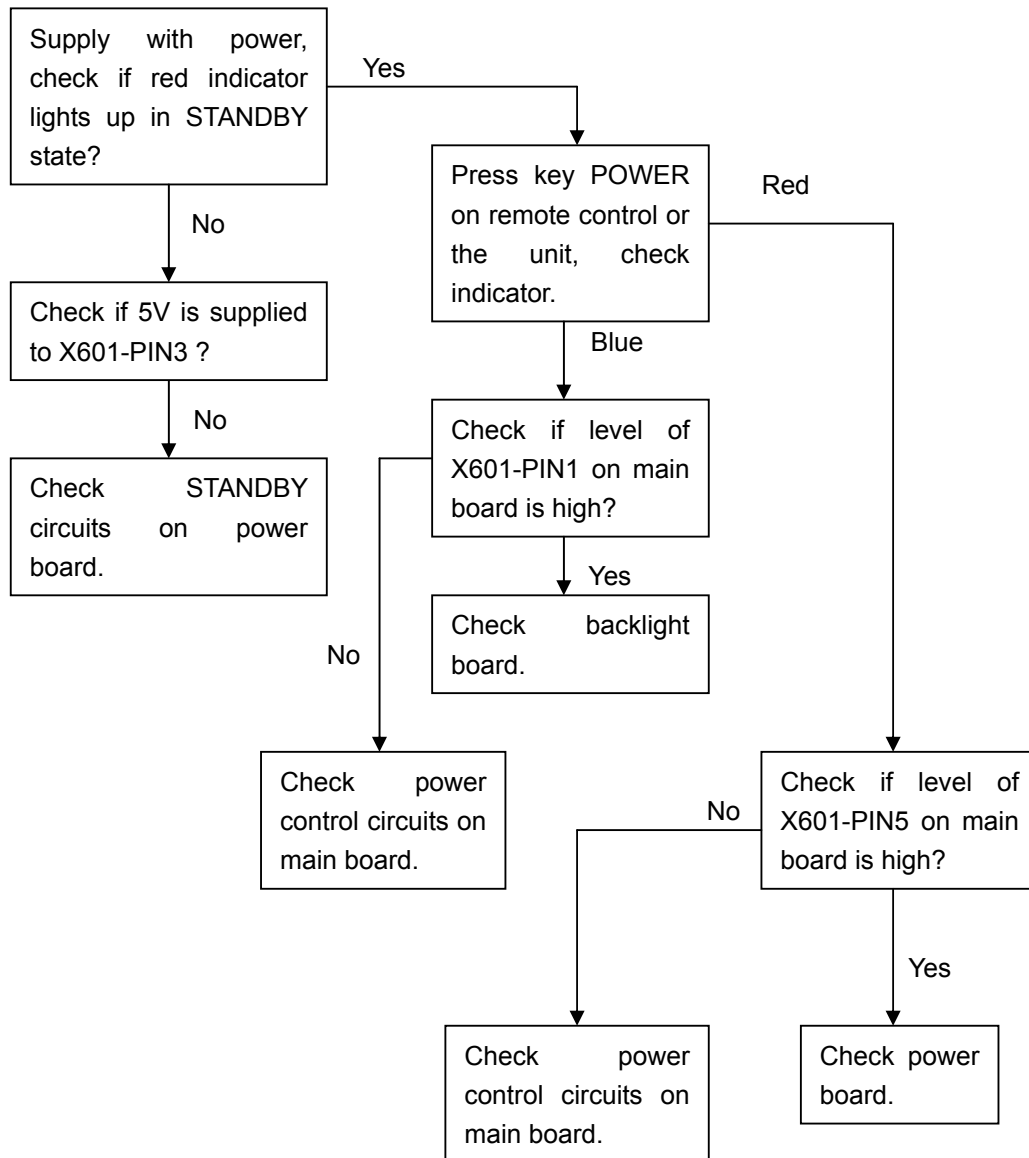 Supply with power,
check if red indicator
lights up in STANDBY
state?
Yes
Press key POWER
on remote control or
the unit, check
indicator.
Red
No
Check if 5V is supplied
to X601-PIN3 ?
Blue
No
Check if level of
X601-PIN1 on main
board is high?
Check STANDBY
circuits on power
board.
Yes
Check backlight
board.
No
Check power
control circuits on
main board.
Check if level of
X601-PIN5 on main
board is high?
No
Yes
Check power
control circuits on
main board.
Check power
board.